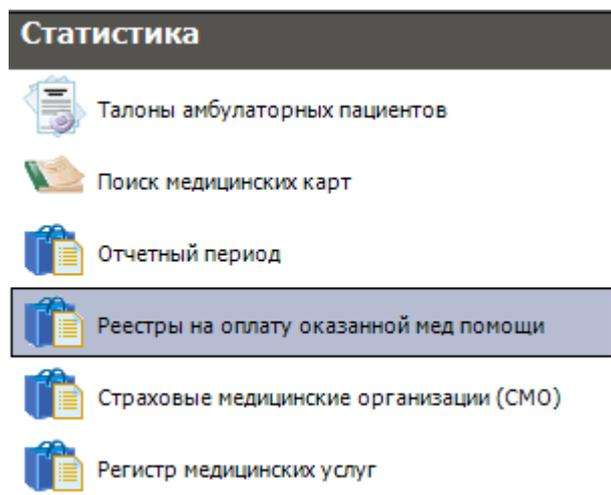 Статистика
Талоны амбулаторных пациентов
Поиск медицинских карт
Отчетный период
Реестры на оплату оказанной мед помощи
Страховые медицинские организации (СМО)
Регистр медицинских услуг